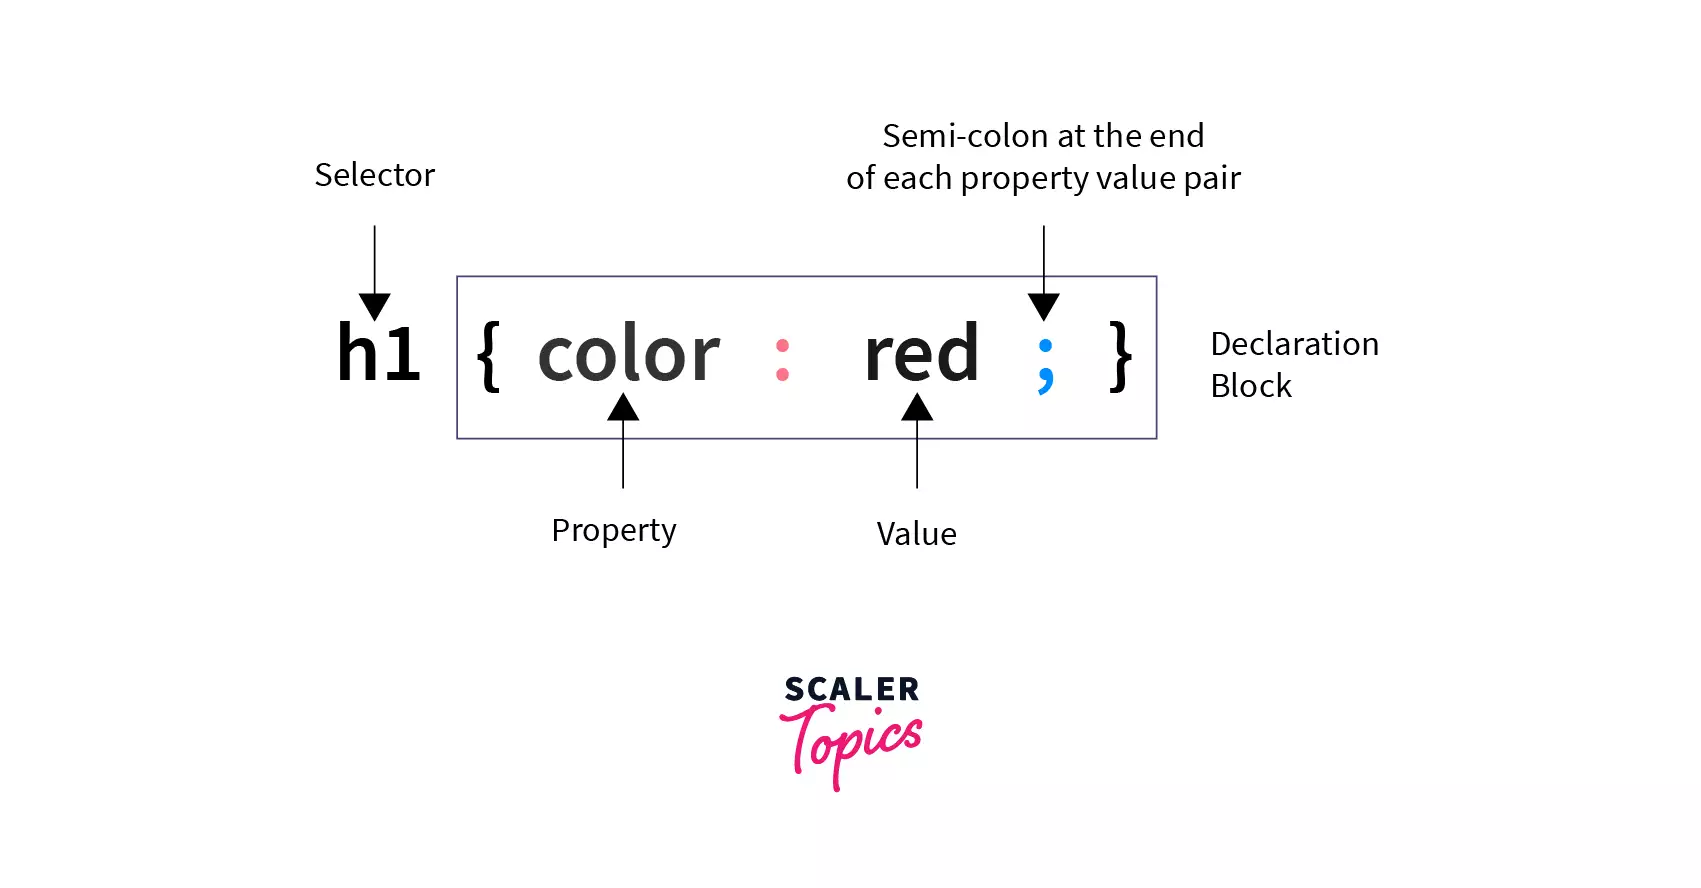 Semi-colon at the end
of each property value pair
Selector
h1 { color : red ; }
Declaration
Block
Property
Value
SCALER
Topics